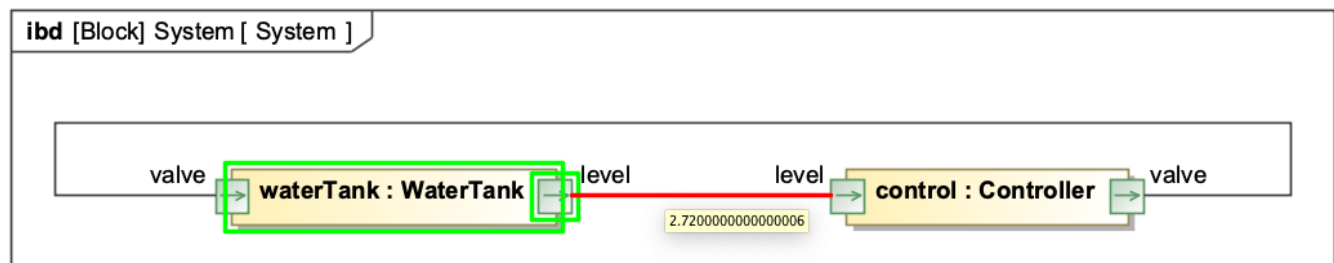 ibd [Block] System [ System ]
valve
waterTank : WaterTank
level
level
control : Controller
valve
2.7200000000000006